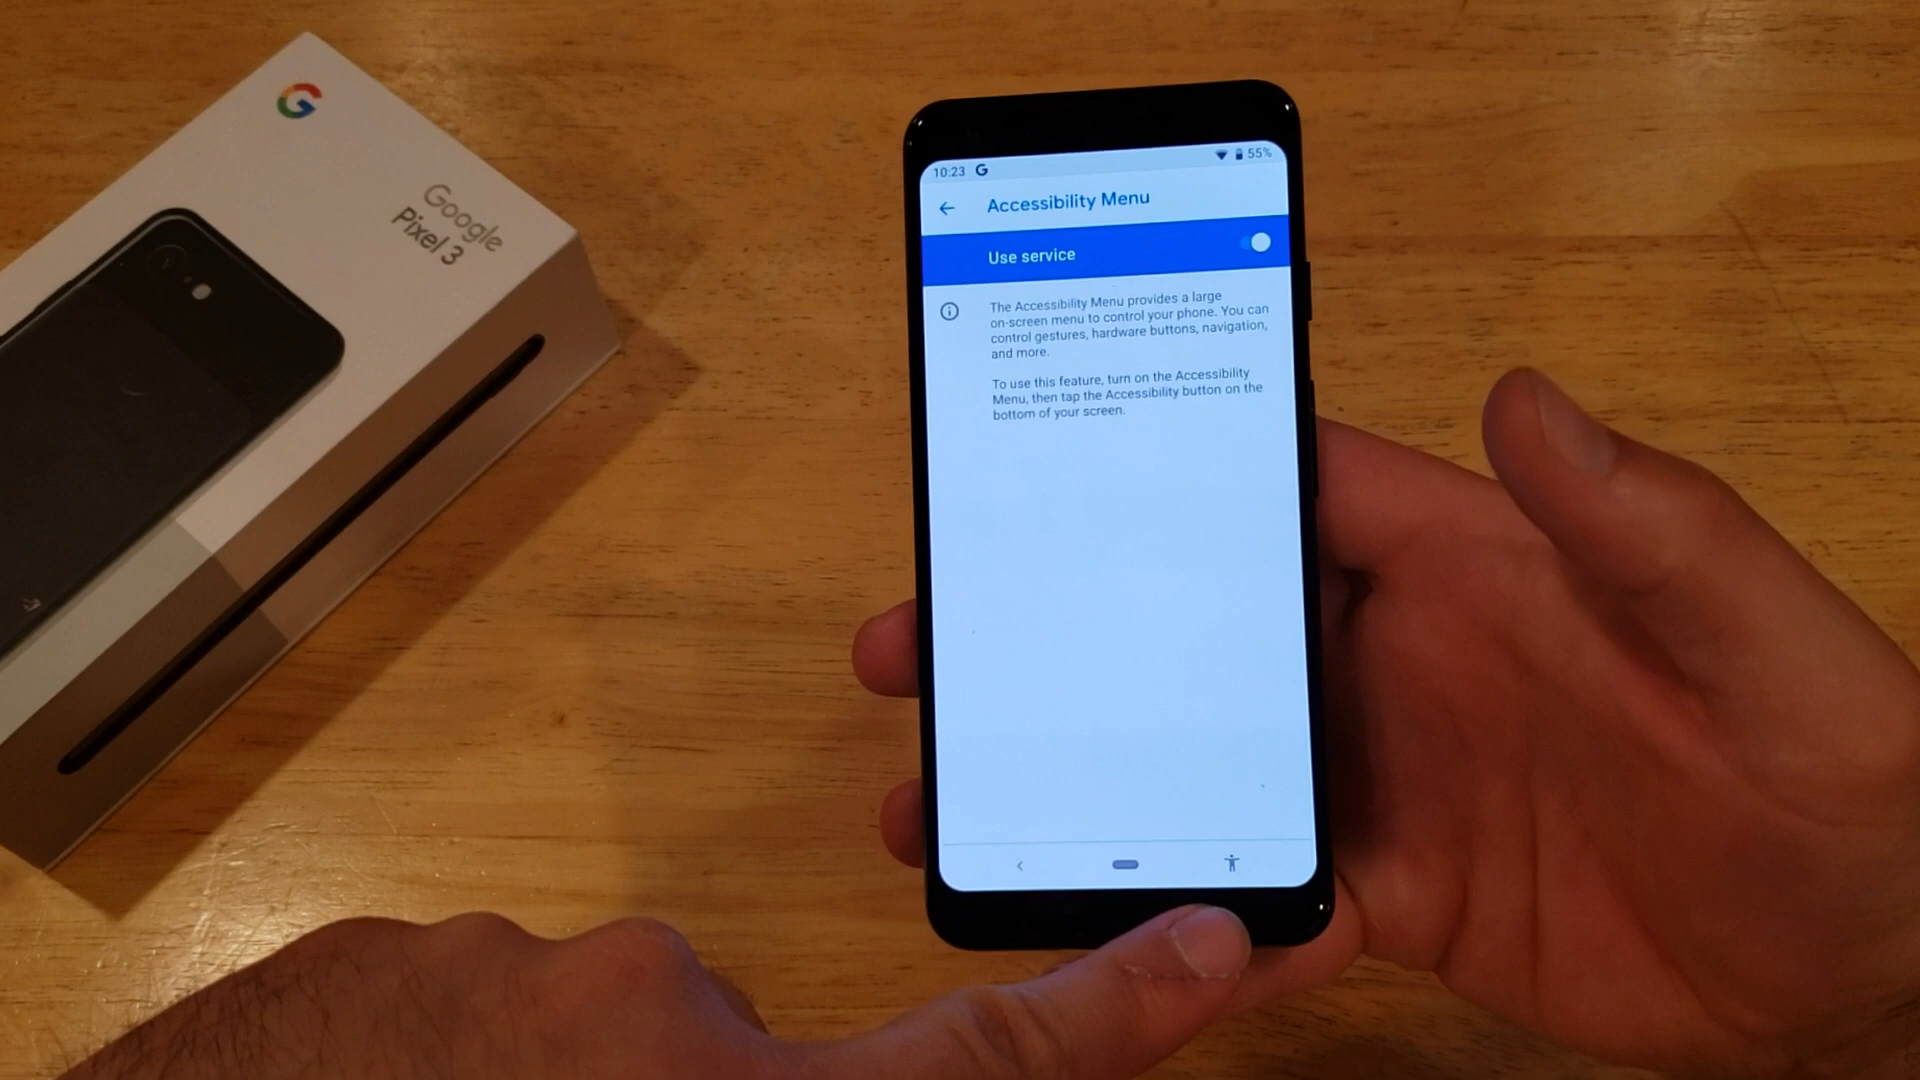 G
Google
Pixel 3
10:23 G 55%
Accessibility Menu
Use service
The Accessibility Menu provides a large
on-screen menu to control your phone. You can
control gestures, hardware buttons, navigation,
and more.
To use this feature, turn on the Accessibility
Menu, then tap the Accessibility button on the
bottom of your screen.